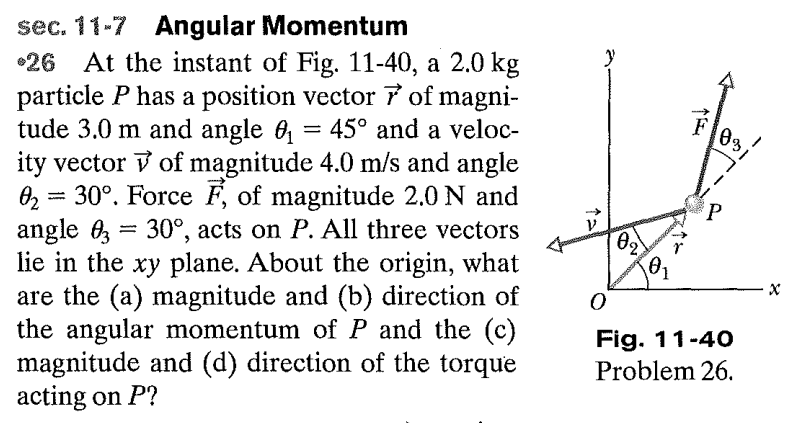 sec. 11-7 Angular Momentum
•26 At the instant of Fig. 11-40, a 2.0 kg
particle P has a position vector r⃗ of magni-
tude 3.0 m and angle θ₁ = 45° and a veloc-
ity vector v⃗ of magnitude 4.0 m/s and angle
θ₂ = 30°. Force F⃗, of magnitude 2.0 N and
angle θ₃ = 30°, acts on P. All three vectors
lie in the xy plane. About the origin, what
are the (a) magnitude and (b) direction of
the angular momentum of P and the (c)
magnitude and (d) direction of the torque
acting on P?
y
F⃗
θ₃
P
v⃗
θ₂
r⃗
θ₁
x
O
Fig. 11-40
Problem 26.